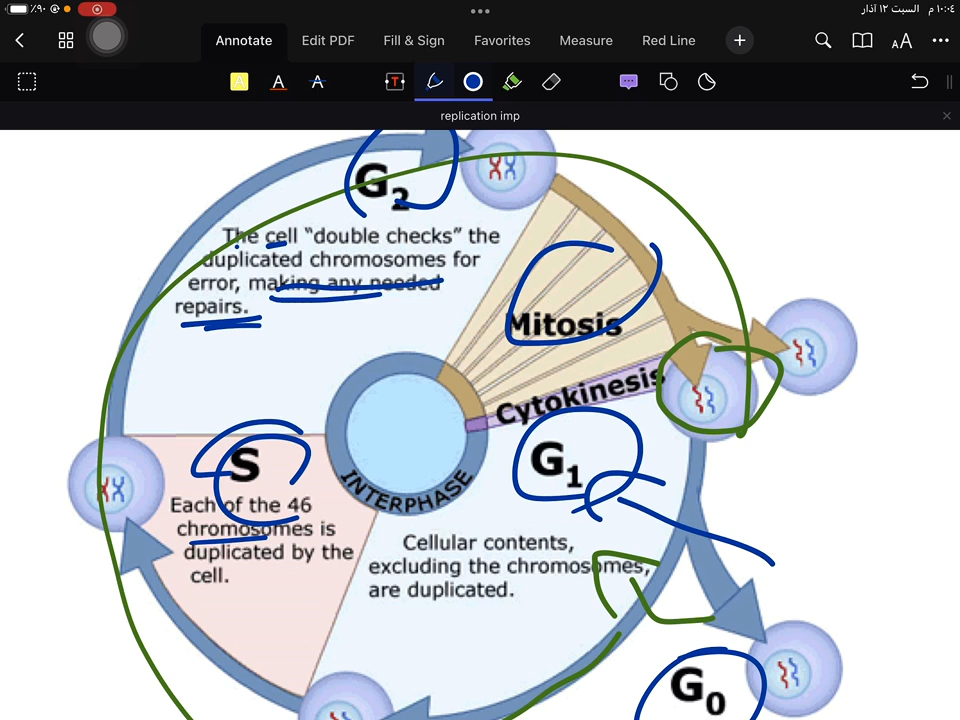 ٪٩٠
١٠:٠٤ م السبت ١٢ آذار
Annotate
Edit PDF
Fill & Sign
Favorites
Measure
Red Line
replication imp
G2
The cell “double checks” the
duplicated chromosomes for
error, making any needed
repairs.
Mitosis
Cytokinesis
S
Each of the 46
chromosomes is
duplicated by the
cell.
INTERPHASE
G1
Cellular contents,
excluding the chromosomes,
are duplicated.
G0